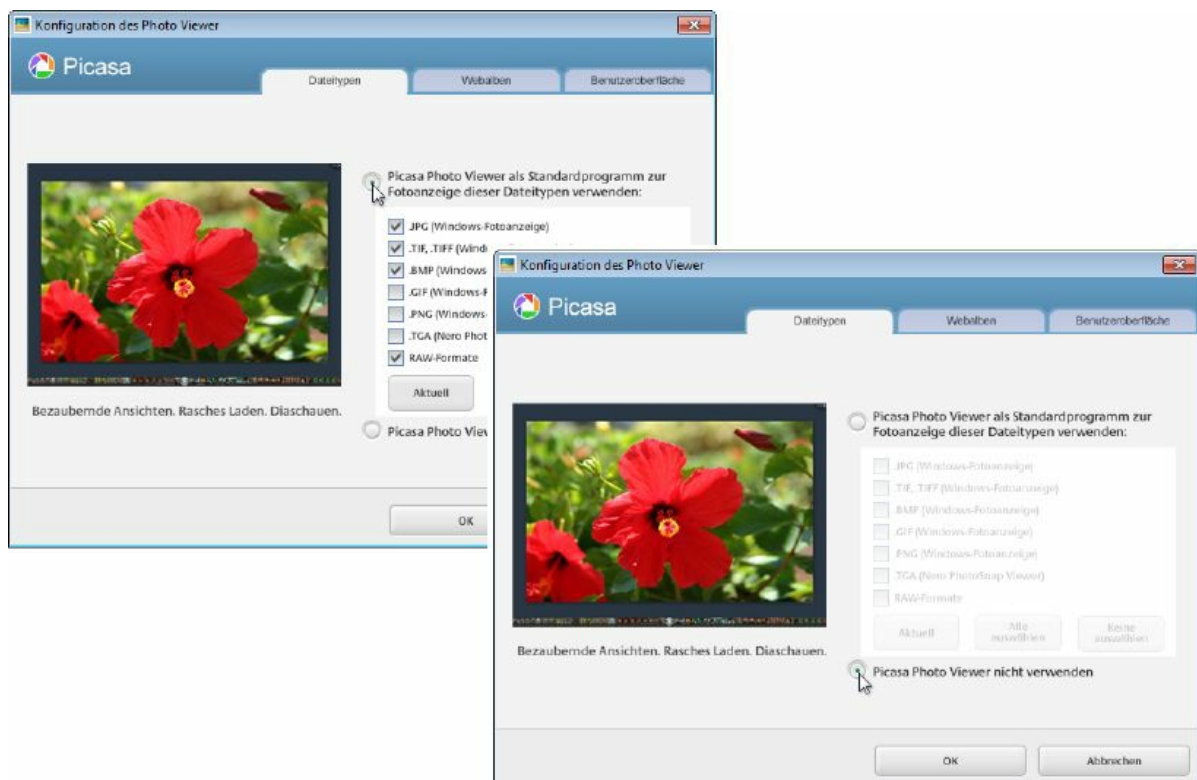 Konfiguration des Photo Viewer
Picasa
Dateitypen
Webalben
Benutzeroberfläche
Picasa Photo Viewer als Standardprogramm zur
Fotoanzeige dieser Dateitypen verwenden:
.JPG (Windows-Fotoanzeige)
.TIF, .TIFF (Wind
.BMP (Windows
.GIF (Windows-F
.PNG (Windows-
.TGA (Nero Phot
RAW-Formate
Aktuell
Bezaubernde Ansichten. Rasches Laden. Diaschauen.
Picasa Photo View
OK
Konfiguration des Photo Viewer
Picasa
Dateitypen
Webalben
Benutzeroberfläche
Picasa Photo Viewer als Standardprogramm zur
Fotoanzeige dieser Dateitypen verwenden:
.JPG (Windows-Fotoanzeige)
.TIF, .TIFF (Windows-Fotoanzeige)
.BMP (Windows-Fotoanzeige)
.GIF (Windows-Fotoanzeige)
.PNG (Windows-Fotoanzeige)
.TGA (Nero PhotoSnap Viewer)
RAW-Formate
Aktuell
Alle
auswählen
Keine
auswählen
Bezaubernde Ansichten. Rasches Laden. Diaschauen.
Picasa Photo Viewer nicht verwenden
OK
Abbrechen